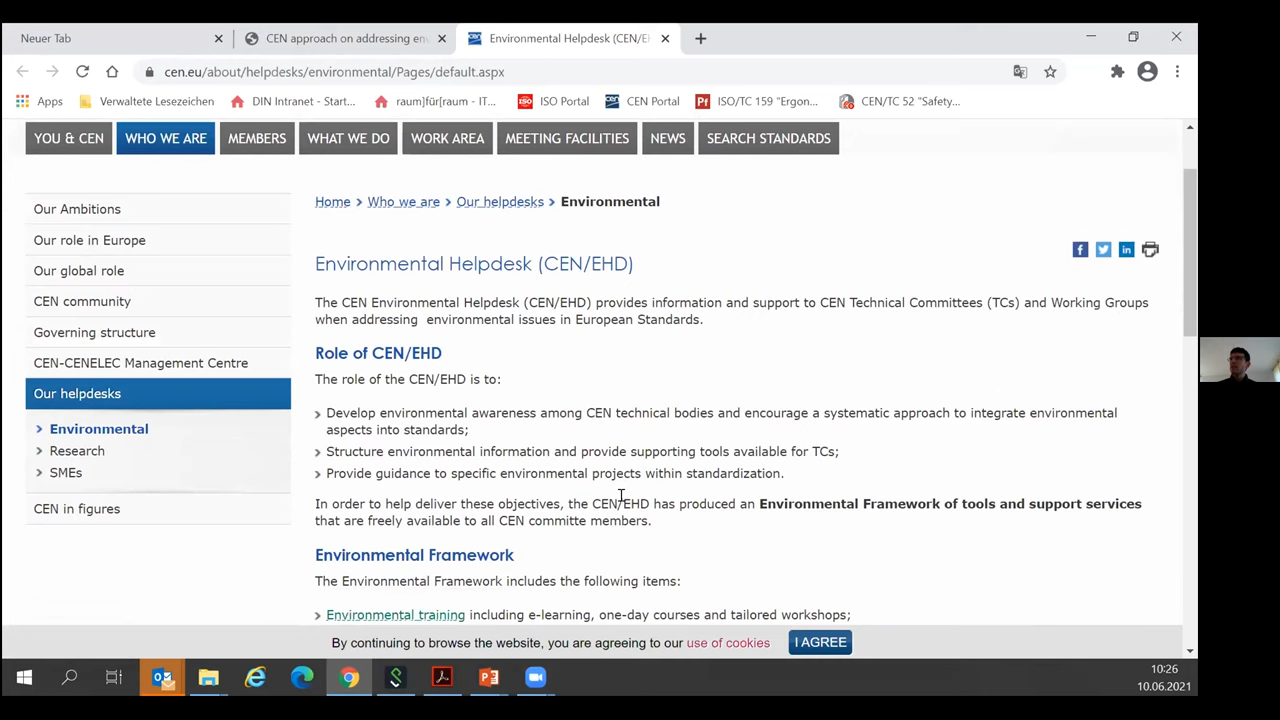 Neuer Tab
CEN approach on addressing en
Environmental Helpdesk (CEN/E
cen.eu/about/helpdesks/environmental/Pages/default.aspx
Apps
Verwaltete Lesezeichen
DIN Intranet - Start...
raum]für[raum - IT...
ISO
ISO Portal
CEN Portal
Pf
ISO/TC 159 "Ergon...
CEN/TC 52 "Safety...
YOU & CEN
WHO WE ARE
MEMBERS
WHAT WE DO
WORK AREA
MEETING FACILITIES
NEWS
SEARCH STANDARDS
Our Ambitions
Our role in Europe
Our global role
CEN community
Governing structure
CEN-CENELEC Management Centre
Our helpdesks
Environmental
Research
SMEs
CEN in figures
Home > Who we are > Our helpdesks > Environmental
Environmental Helpdesk (CEN/EHD)
The CEN Environmental Helpdesk (CEN/EHD) provides information and support to CEN Technical Committees (TCs) and Working Groups
when addressing environmental issues in European Standards.
Role of CEN/EHD
The role of the CEN/EHD is to:
Develop environmental awareness among CEN technical bodies and encourage a systematic approach to integrate environmental
aspects into standards;
Structure environmental information and provide supporting tools available for TCs;
Provide guidance to specific environmental projects within standardization.
In order to help deliver these objectives, the CEN/EHD has produced an Environmental Framework of tools and support services
that are freely available to all CEN committe members.
Environmental Framework
The Environmental Framework includes the following items:
Environmental training including e-learning, one-day courses and tailored workshops;
By continuing to browse the website, you are agreeing to our use of cookies
I AGREE
10:26
10.06.2021